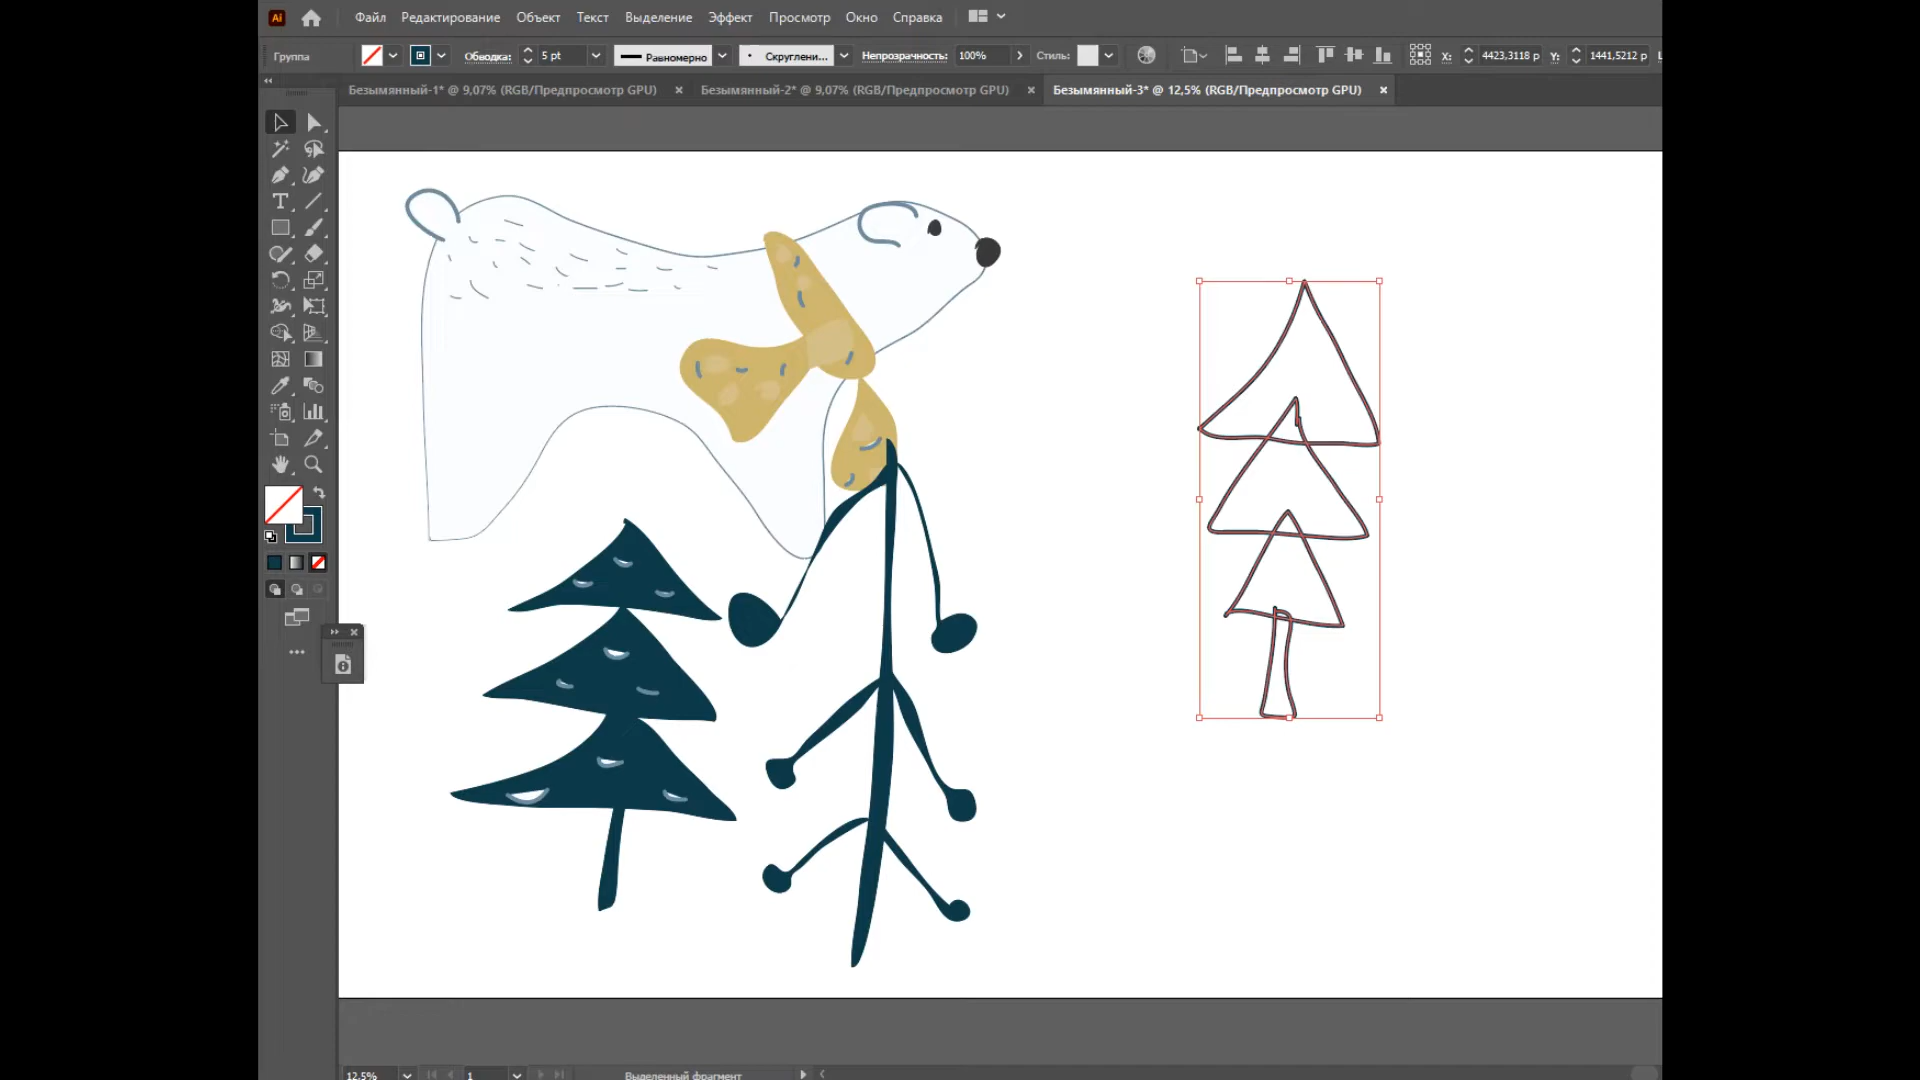 Ai Файл Редактирование Объект Текст Выделение Эффект Просмотр Окно Справка
Группа Обводка: 5 pt Равномерно Скруглени... Непрозрачность: 100% Стиль: X: 4423,3118 p Y: 1441,5212 p
Безымянный-1* @ 9,07% (RGB/Предпросмотр GPU) Безымянный-2* @ 9,07% (RGB/Предпросмотр GPU) Безымянный-3* @ 12,5% (RGB/Предпросмотр GPU)
12,5% 1 Выделенный фрагмент